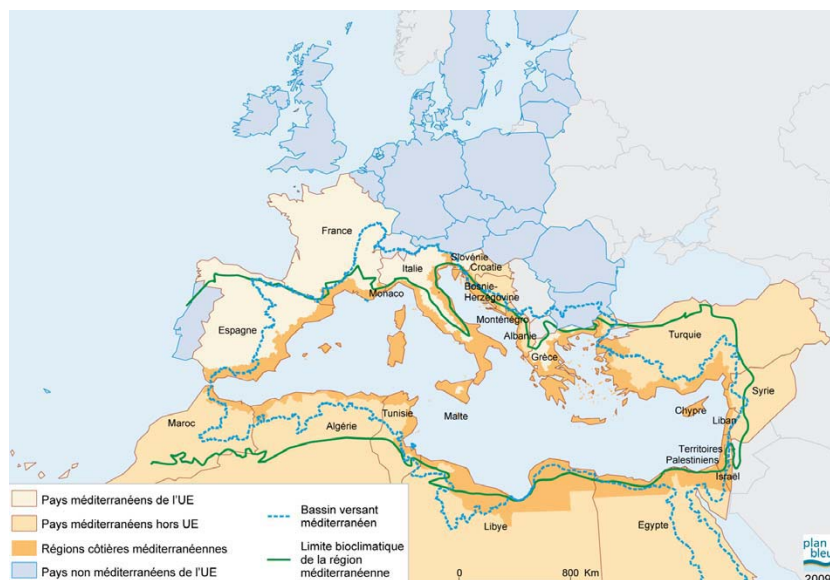 France
Slovénie
Italie
Croatie
Bosnie-
Herzégovine
Monaco
Monténégro
Espagne
Albanie
Turquie
Grèce
Syrie
Tunisie
Chypre
Maroc
Algérie
Malte
Liban
Territoires
Palestiniens
Israël
Libye
Egypte
Pays méditerranéens de l'UE
Pays méditerranéens hors UE
Régions côtières méditerranéennes
Pays non méditerranéens de l'UE
Bassin versant
méditerranéen
Limite bioclimatique
de la région
méditerranéenne
0 800 Km
plan
bleu